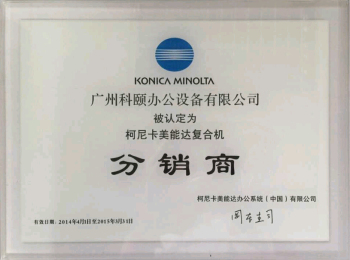 KONICA MINOLTA
广州科颐办公设备有限公司
被认定为
柯尼卡美能达复合机
分销商
柯尼卡美能达办公系统（中国）有限公司
有效日期：2014年4月1日至2015年3月31日